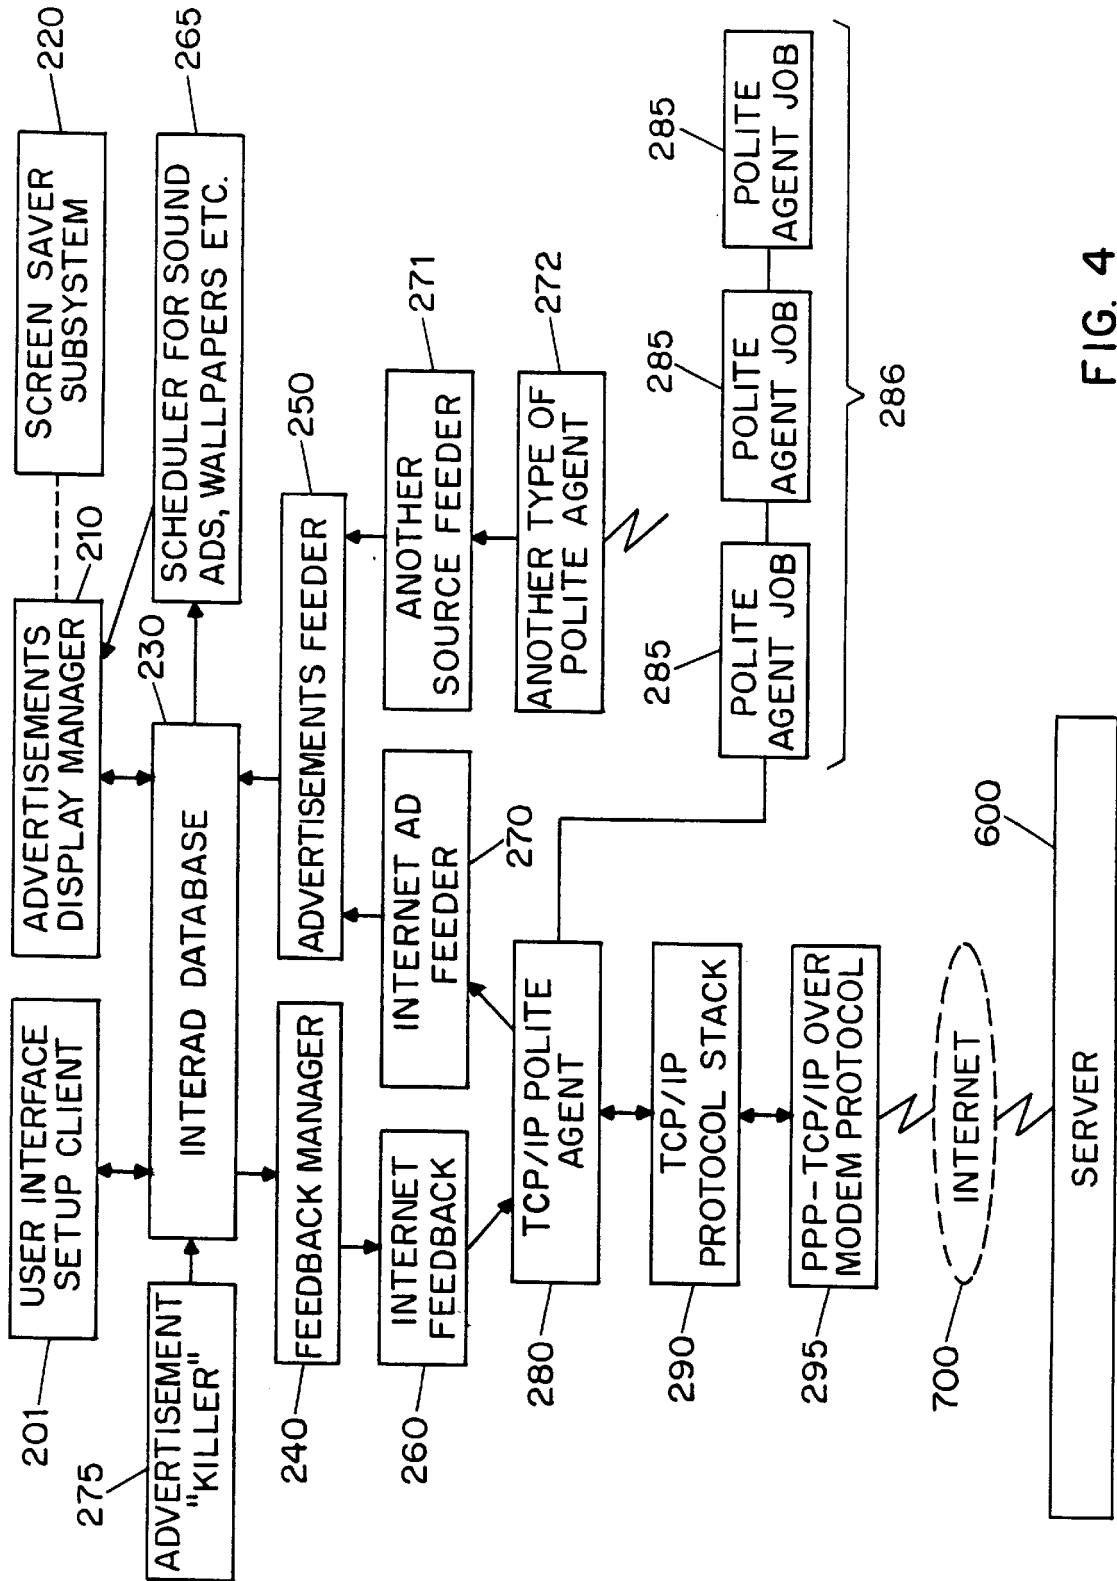 201
USER INTERFACE
SETUP CLIENT
ADVERTISEMENTS
DISPLAY MANAGER
210
SCREEN SAVER
SUBSYSTEM
220
275
ADVERTISEMENT
"KILLER"
INTERAD DATABASE
230
SCHEDULER FOR SOUND
ADS, WALLPAPERS ETC.
265
240
FEEDBACK MANAGER
ADVERTISEMENTS FEEDER
250
260
INTERNET
FEEDBACK
INTERNET AD
FEEDER
270
ANOTHER
SOURCE FEEDER
271
280
TCP/IP POLITE
AGENT
ANOTHER TYPE OF
POLITE AGENT
272
290
TCP/IP
PROTOCOL STACK
285
POLITE
AGENT JOB
285
POLITE
AGENT JOB
285
POLITE
AGENT JOB
286
295
PPP-TCP/IP OVER
MODEM PROTOCOL
700
INTERNET
600
SERVER
FIG. 4